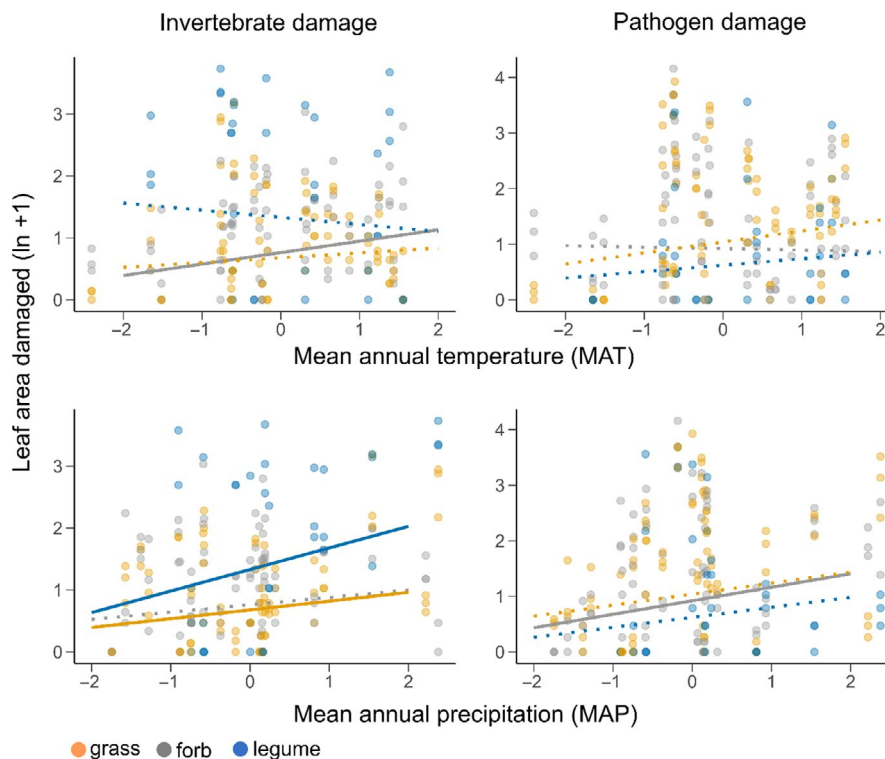 Invertebrate damage
Pathogen damage
Leaf area damaged (ln +1)
3
2
1
0
−2 −1 0 1 2
4
3
2
1
0
−2 −1 0 1 2
Mean annual temperature (MAT)
3
2
1
0
−2 −1 0 1 2
4
3
2
1
0
−2 −1 0 1 2
Mean annual precipitation (MAP)
grass forb legume